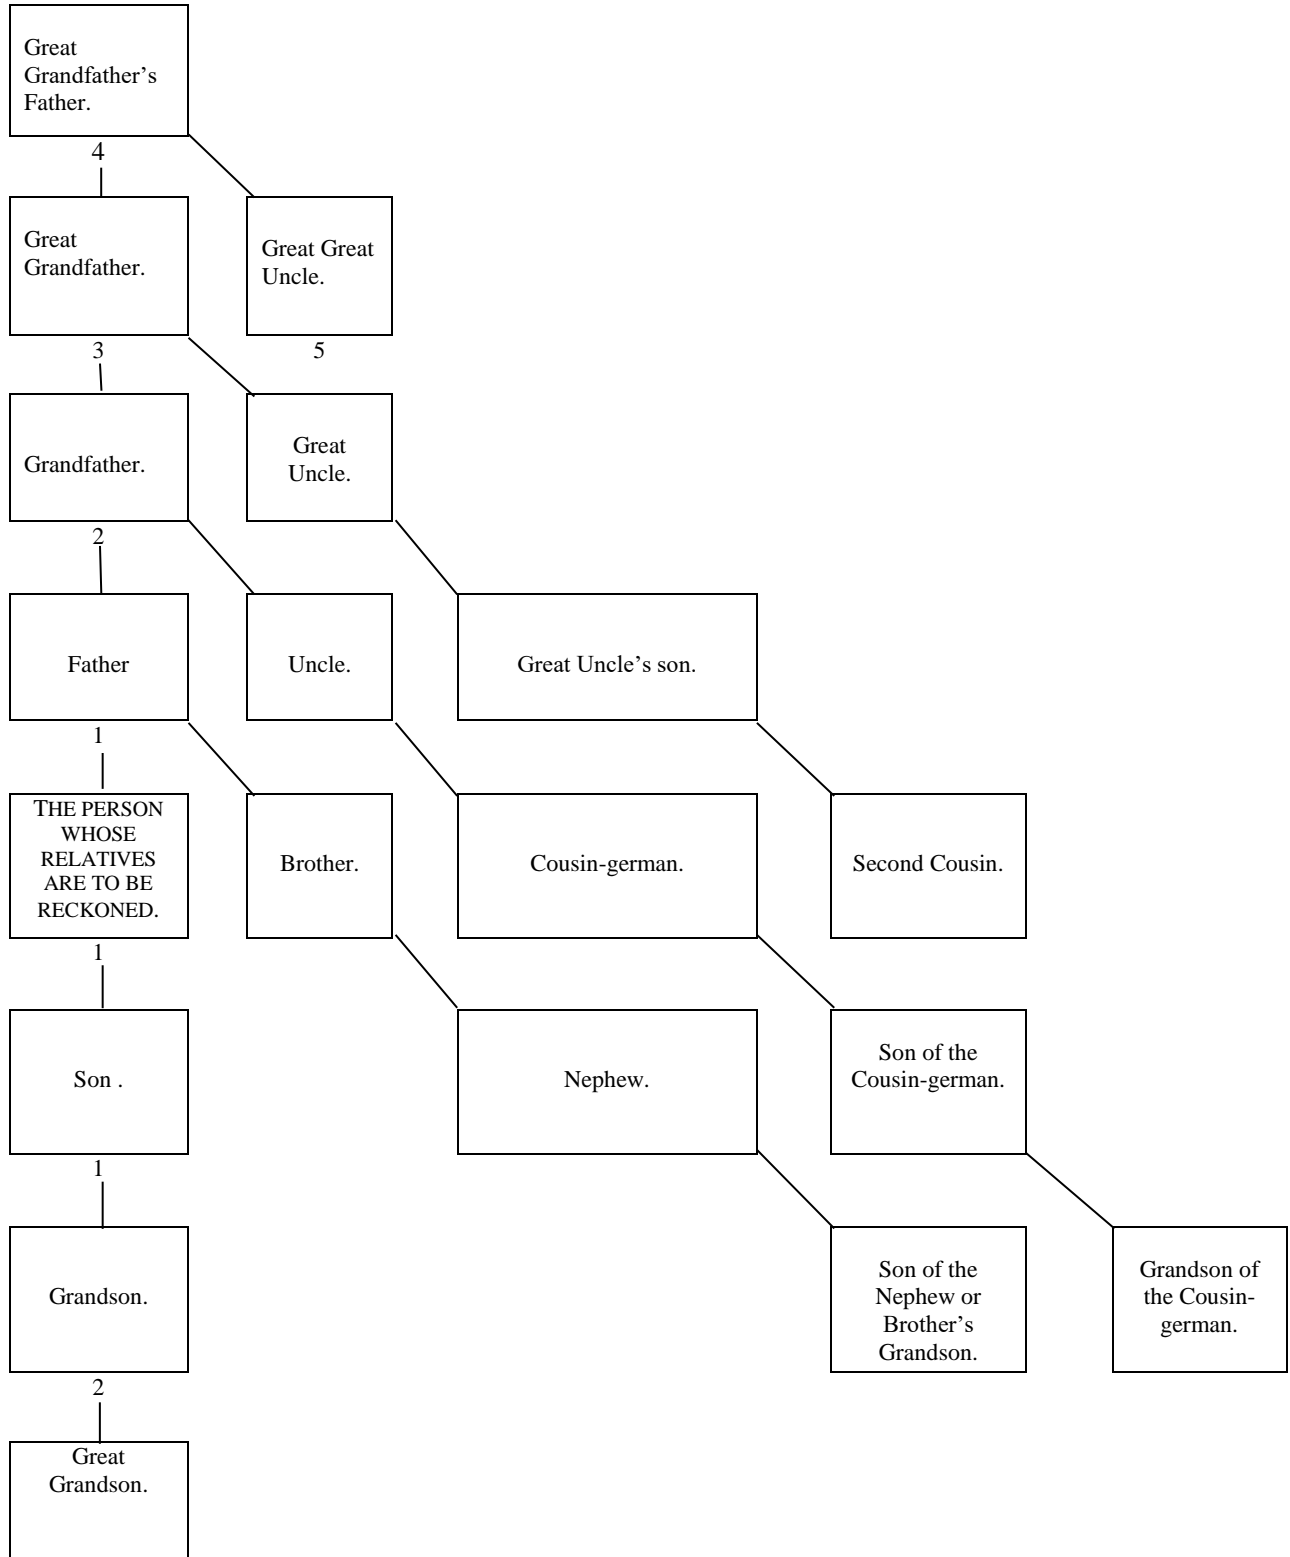 Great
Grandfather’s
Father.
4
Great
Grandfather.
Great Great
Uncle.
3
5
Grandfather.
Great
Uncle.
2
Father
Uncle.
Great Uncle’s son.
1
THE PERSON
WHOSE
RELATIVES
ARE TO BE
RECKONED.
Brother.
Cousin-german.
Second Cousin.
1
Son .
Nephew.
Son of the
Cousin-german.
1
Grandson.
Son of the
Nephew or
Brother’s
Grandson.
Grandson of
the Cousin-
german.
2
Great
Grandson.